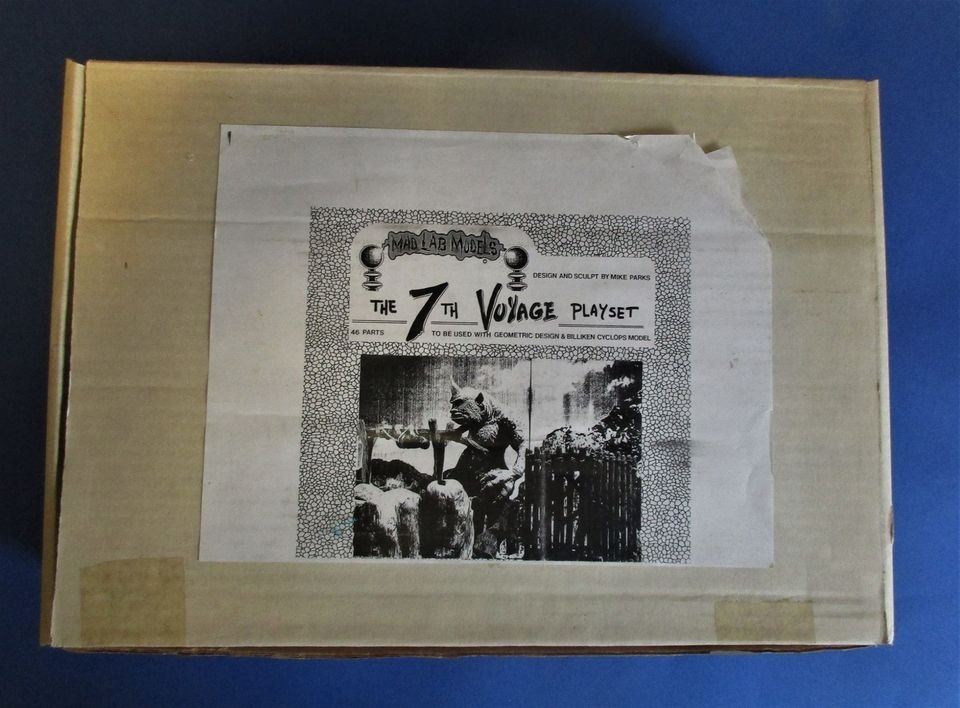 MAD LAB MODELS
DESIGN AND SCULPT BY MIKE PARKS
THE 7TH VOYAGE PLAYSET
46 PARTS
TO BE USED WITH GEOMETRIC DESIGN & BILLIKEN CYCLOPS MODEL